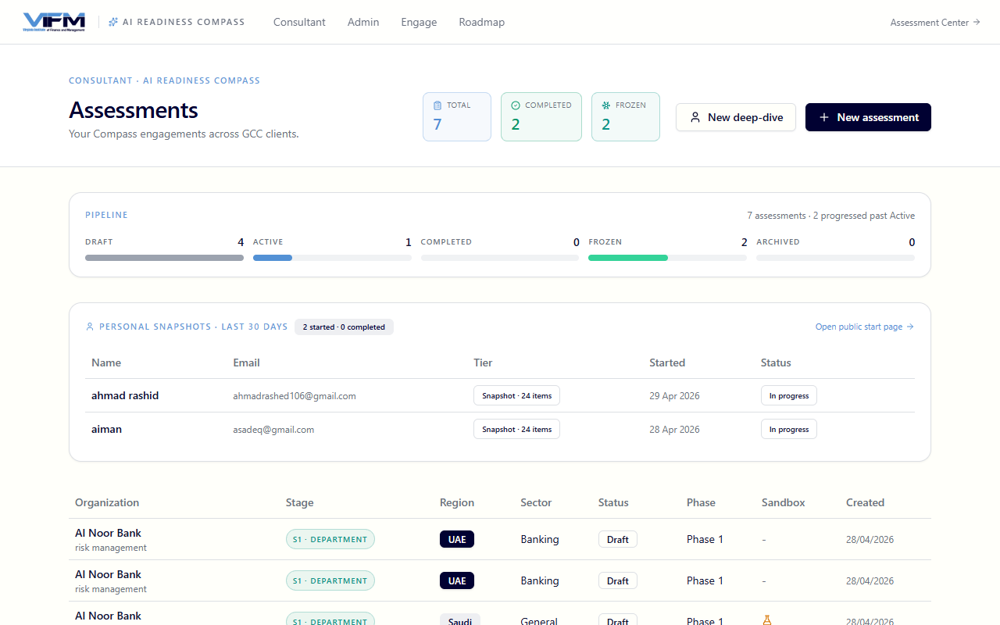 VIFM
Virginia Institute of Finance and Management
AI READINESS COMPASS
Consultant
Admin
Engage
Roadmap
Assessment Center →
CONSULTANT · AI READINESS COMPASS
Assessments
Your Compass engagements across GCC clients.
TOTAL
7
COMPLETED
2
FROZEN
2
New deep-dive
+ New assessment
PIPELINE
7 assessments · 2 progressed past Active
DRAFT 4
ACTIVE 1
COMPLETED 0
FROZEN 2
ARCHIVED 0
PERSONAL SNAPSHOTS · LAST 30 DAYS
2 started · 0 completed
Open public start page →
Name Email Tier Started Status
ahmad rashid ahmadrashed106@gmail.com Snapshot · 24 items 29 Apr 2026 In progress
aiman asadeq@gmail.com Snapshot · 24 items 28 Apr 2026 In progress
Organization Stage Region Sector Status Phase Sandbox Created
Al Noor Bank
risk management
S1 · DEPARTMENT UAE Banking Draft Phase 1 - 28/04/2026
Al Noor Bank
risk management
S1 · DEPARTMENT UAE Banking Draft Phase 1 - 28/04/2026
Al Noor Bank
S1 · DEPARTMENT Saudi General Draft Phase 1 28/04/2026